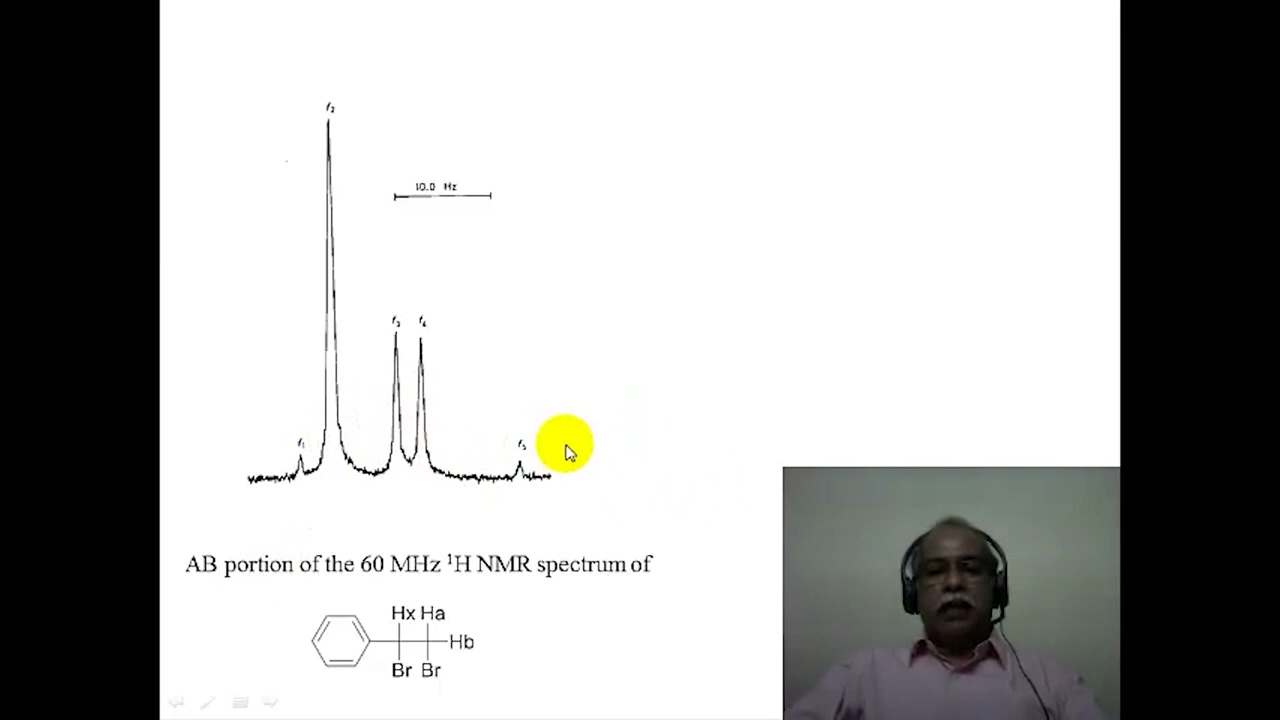 f₂
10.0 Hz
f₃ f₄
f₁ f₅
AB portion of the 60 MHz ¹H NMR spectrum of
Hx Ha
Hb
Br Br